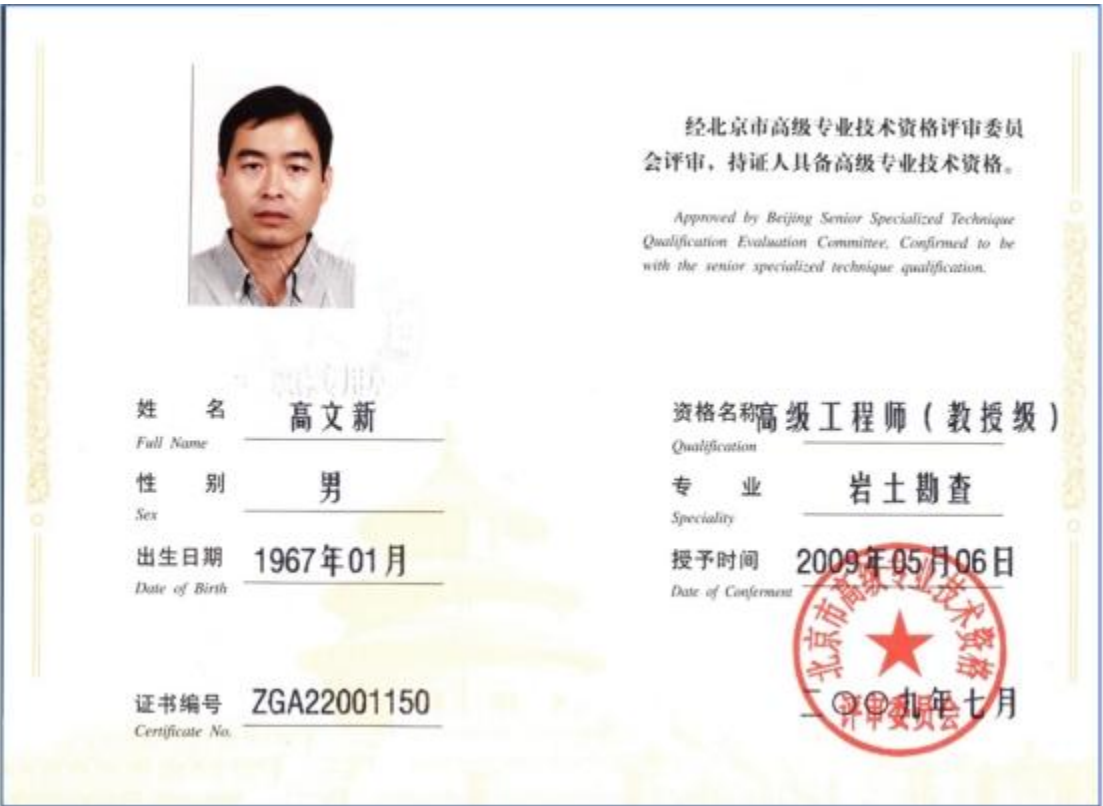 经北京市高级专业技术资格评审委员
会评审，持证人具备高级专业技术资格。
Approved by Beijing Senior Specialized Technique
Qualification Evaluation Committee. Confirmed to be
with the senior specialized technique qualification.
姓 名 高文新
Full Name
性 别 男
Sex
出生日期 1967年01月
Date of Birth
证书编号 ZGA22001150
Certificate No.
资格名称 高级工程师（教授级）
Qualification
专 业 岩土勘查
Speciality
授予时间 2009年05月06日
Date of Conferment
北京市高级专业技术资格
评审委员会
二〇〇九年七月